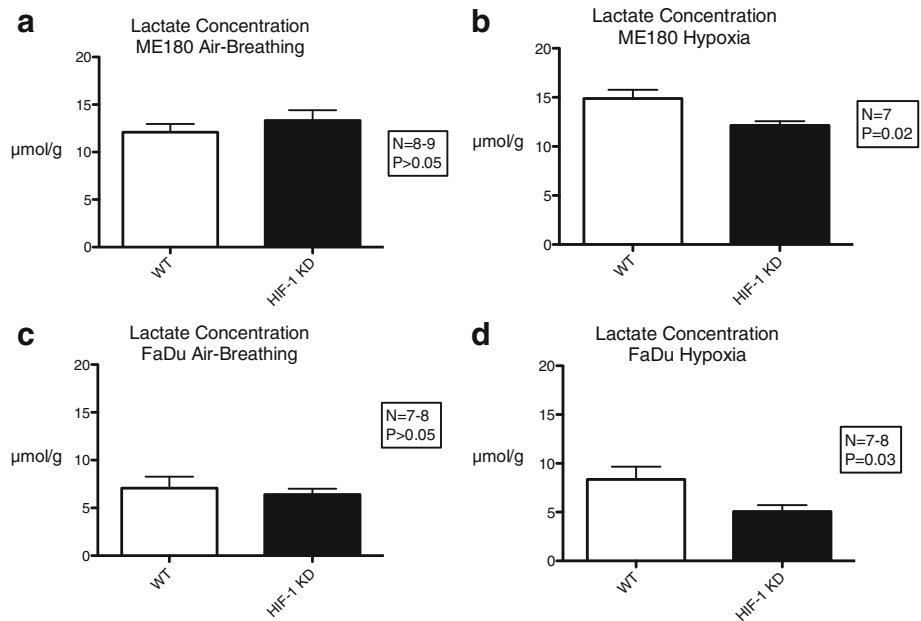 a
Lactate Concentration
ME180 Air-Breathing
20
15
10
5
0
μmol/g
N=8-9
P>0.05
WT
HIF-1 KD
b
Lactate Concentration
ME180 Hypoxia
20
15
10
5
0
μmol/g
N=7
P=0.02
WT
HIF-1 KD
c
Lactate Concentration
FaDu Air-Breathing
20
15
10
5
0
μmol/g
N=7-8
P>0.05
WT
HIF-1 KD
d
Lactate Concentration
FaDu Hypoxia
20
15
10
5
0
μmol/g
N=7-8
P=0.03
WT
HIF-1 KD